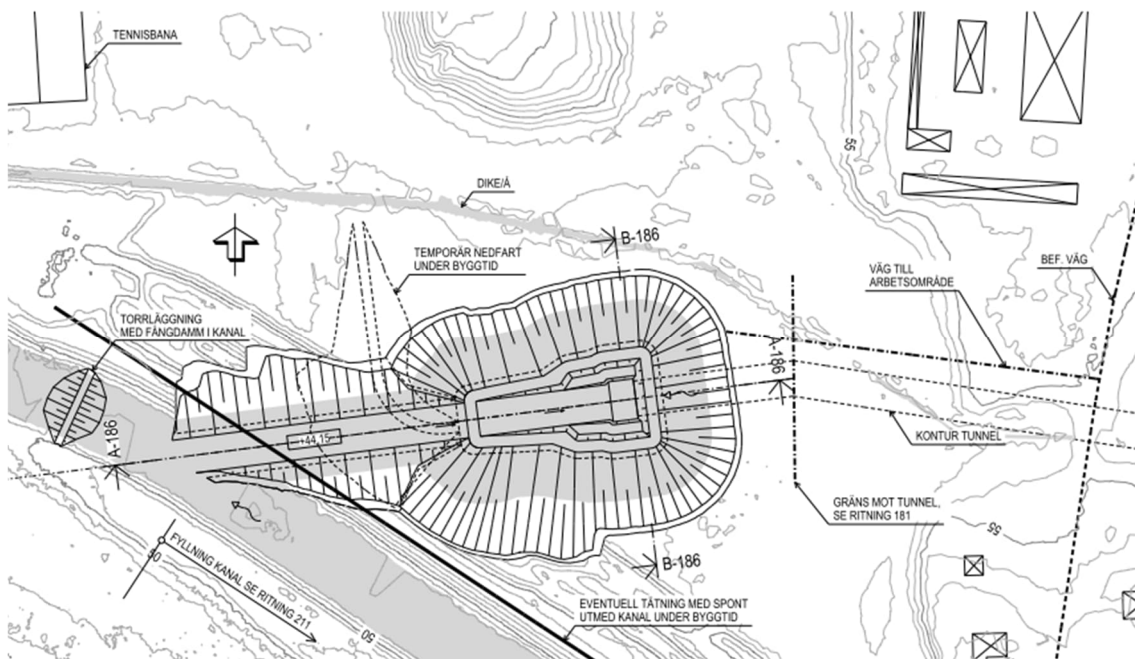 TENNISBANA
55
DIKE/Å
B-186
TEMPORÄR NEDFART
UNDER BYGGTID
BEF. VÄG
VÄG TILL
ARBETSOMRÅDE
TORRLÄGGNING
MED FÅNGDAMM I KANAL
A-186
+44,15
A-186
KONTUR TUNNEL
GRÄNS MOT TUNNEL,
SE RITNING 181
55
50
FYLLNING KANAL SE RITNING 211
B-186
EVENTUELL TÄTNING MED SPONT
UTMED KANAL UNDER BYGGTID
50